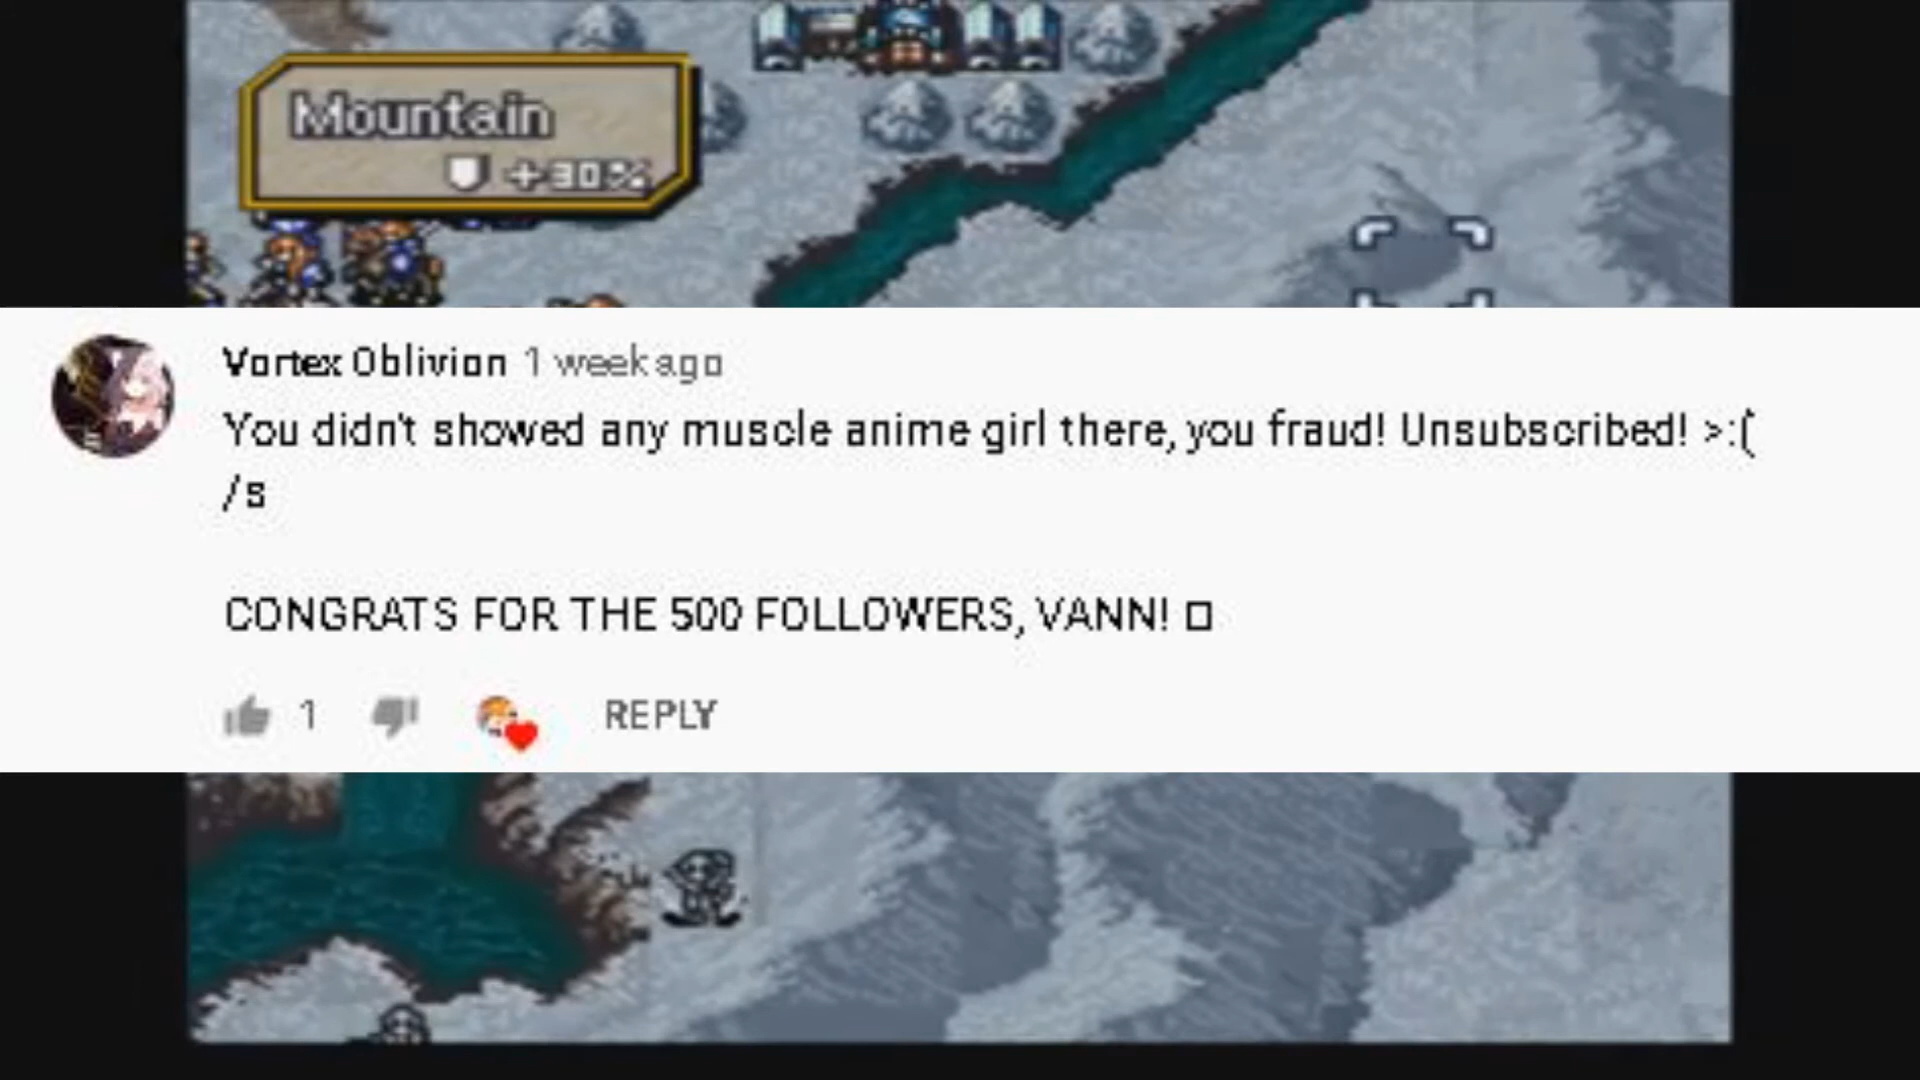 Mountain
+30%
Vortex Oblivion 1 week ago
You didn't showed any muscle anime girl there, you fraud! Unsubscribed! >:(
/s
CONGRATS FOR THE 500 FOLLOWERS, VANN! □
1 REPLY